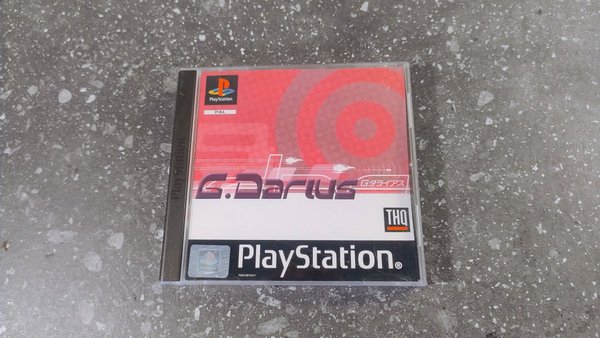 PlayStation
PAL
G.Darius
Gダライアス
THQ
PlayStation®
PlayStation